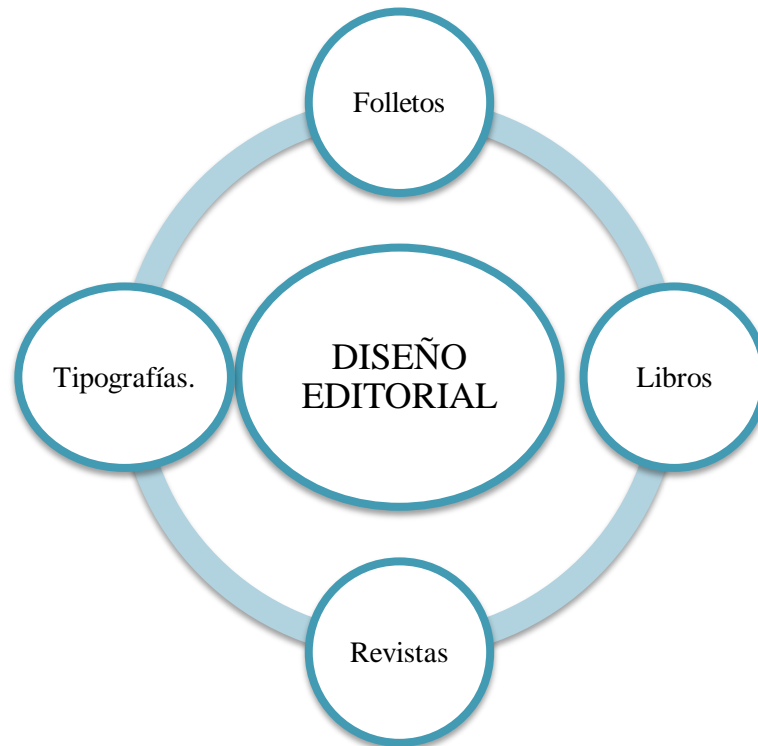 Folletos
Tipografías.
DISEÑO
EDITORIAL
Libros
Revistas